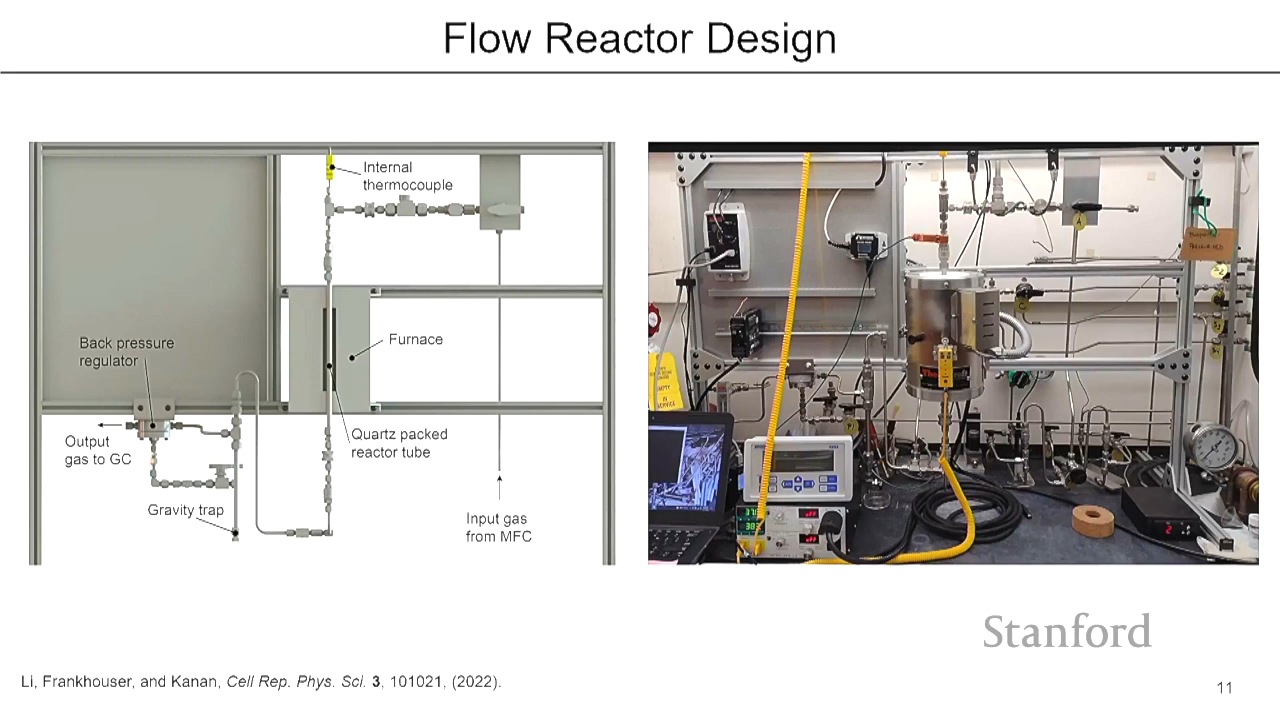 Flow Reactor Design
Internal
thermocouple
Furnace
Back pressure
regulator
Output
gas to GC
Quartz packed
reactor tube
Gravity trap
Input gas
from MFC
Stanford
Li, Frankhouser, and Kanan, Cell Rep. Phys. Sci. 3, 101021, (2022).
11